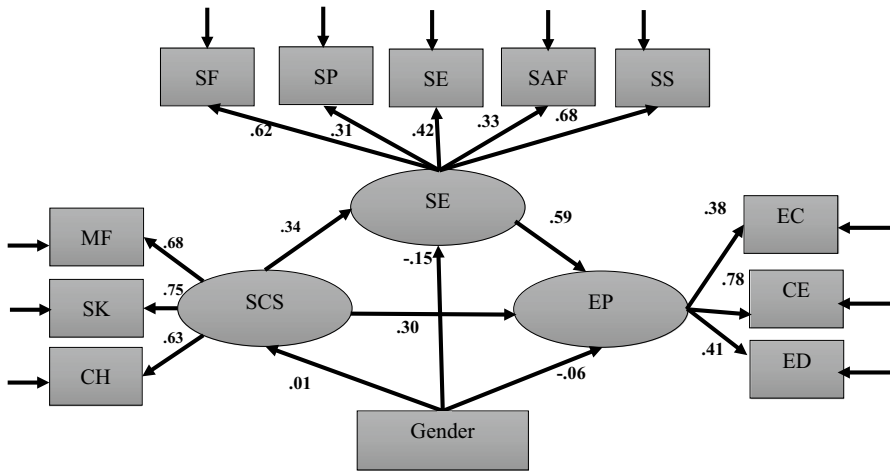 SF
SP
SE
SAF
SS
.62
.31
.42
.33
.68
SE
MF
.68
.34
-.15
.59
.38
EC
SK
.75
SCS
.30
EP
.78
CE
CH
.63
.41
ED
.01
-.06
Gender